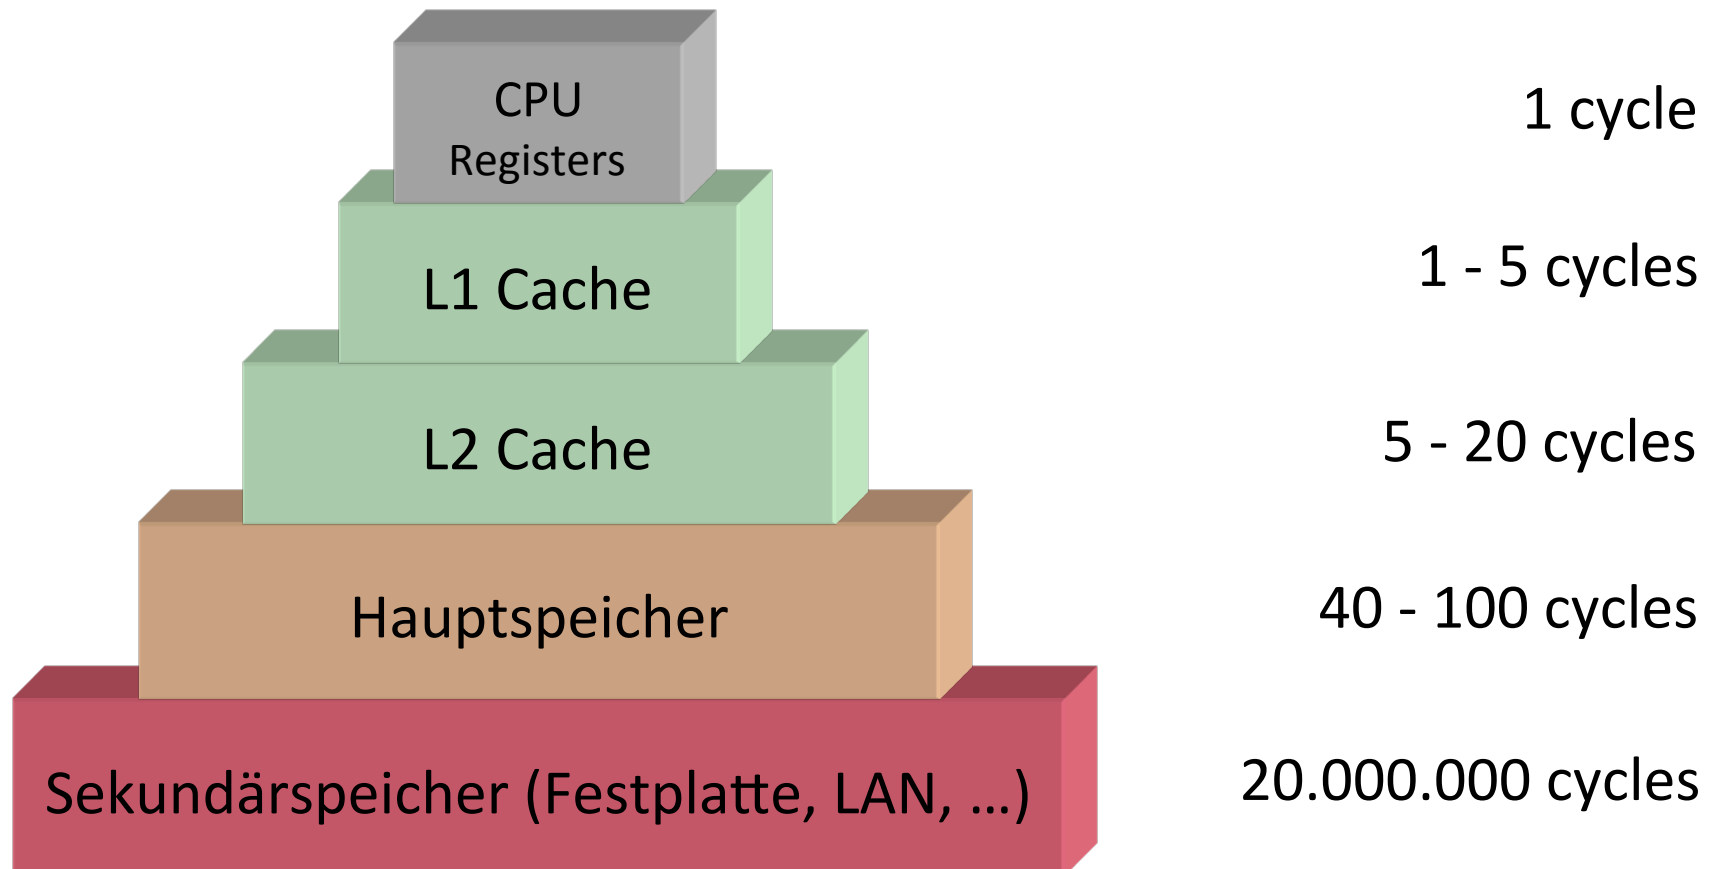 CPU
Registers
1 cycle
L1 Cache
1 - 5 cycles
L2 Cache
5 - 20 cycles
Hauptspeicher
40 - 100 cycles
Sekundärspeicher (Festplatte, LAN, ...)
20.000.000 cycles